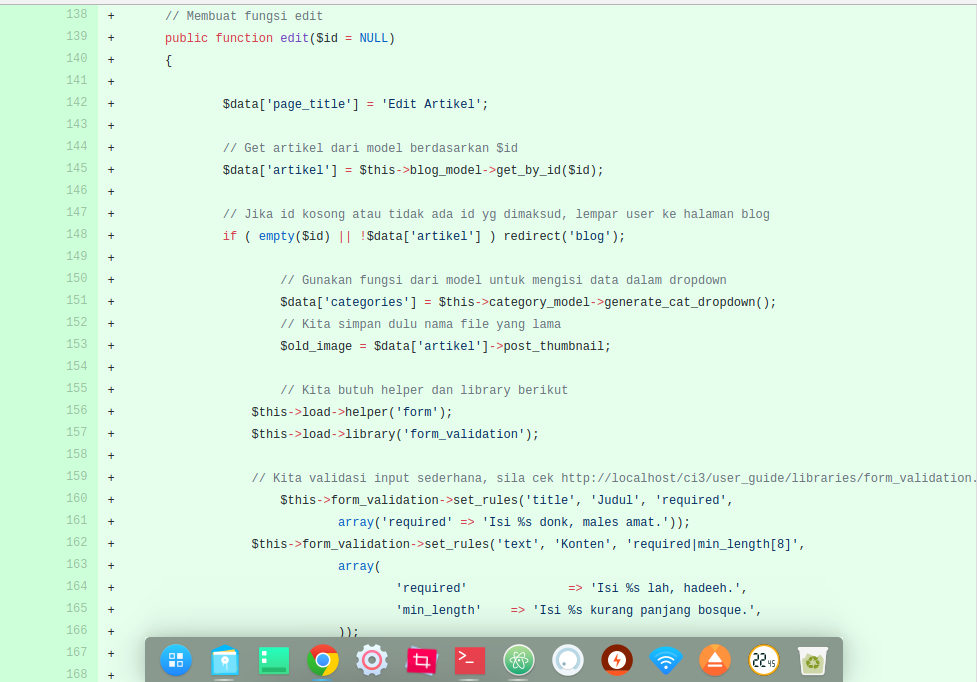 138 + // Membuat fungsi edit
139 + public function edit($id = NULL)
140 + {
141 +
142 + $data['page_title'] = 'Edit Artikel';
143 +
144 + // Get artikel dari model berdasarkan $id
145 + $data['artikel'] = $this->blog_model->get_by_id($id);
146 +
147 + // Jika id kosong atau tidak ada id yg dimaksud, lempar user ke halaman blog
148 + if ( empty($id) || !$data['artikel'] ) redirect('blog');
149 +
150 + // Gunakan fungsi dari model untuk mengisi data dalam dropdown
151 + $data['categories'] = $this->category_model->generate_cat_dropdown();
152 + // Kita simpan dulu nama file yang lama
153 + $old_image = $data['artikel']->post_thumbnail;
154 +
155 + // Kita butuh helper dan library berikut
156 + $this->load->helper('form');
157 + $this->load->library('form_validation');
158 +
159 + // Kita validasi input sederhana, sila cek http://localhost/ci3/user_guide/libraries/form_validation.
160 + $this->form_validation->set_rules('title', 'Judul', 'required',
161 + array('required' => 'Isi %s donk, males amat.'));
162 + $this->form_validation->set_rules('text', 'Konten', 'required|min_length[8]',
163 + array(
164 + 'required' => 'Isi %s lah, hadeeh.',
165 + 'min_length' => 'Isi %s kurang panjang bosque.',
166 + ));
167 +
168 +
22:45